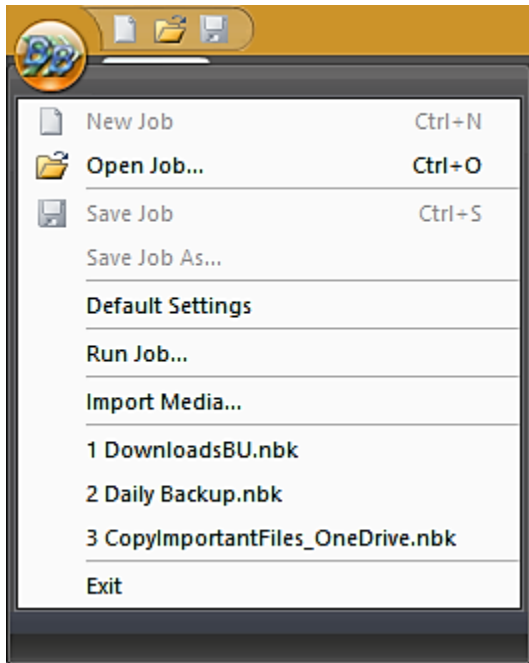 DB
New Job Ctrl+N
Open Job... Ctrl+O
Save Job Ctrl+S
Save Job As...
Default Settings
Run Job...
Import Media...
1 DownloadsBU.nbk
2 Daily Backup.nbk
3 CopyImportantFiles_OneDrive.nbk
Exit